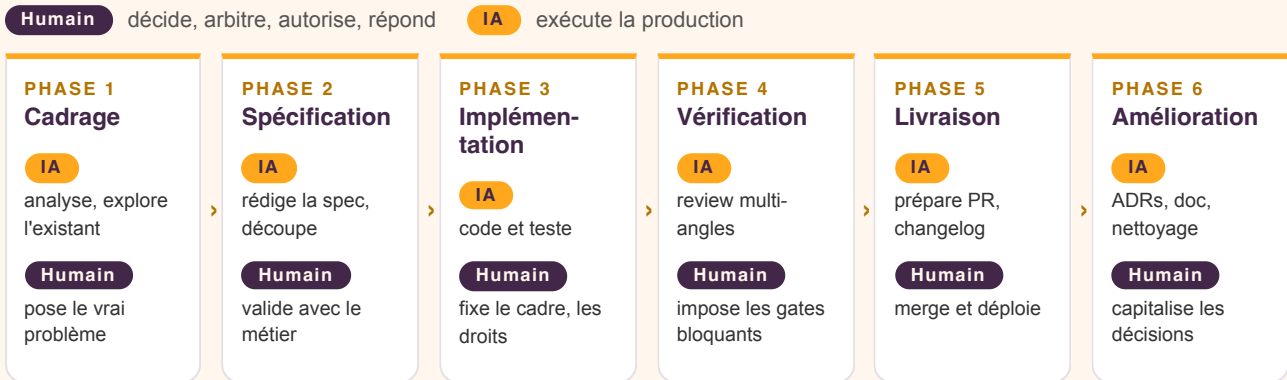 Humain décide, arbitre, autorise, répond IA exécute la production
PHASE 1
Cadrage
IA
analyse, explore
l'existant
Humain
pose le vrai
problème
›
PHASE 2
Spécification
IA
rédige la spec,
découpe
Humain
valide avec le
métier
›
PHASE 3
Implémen-
tation
IA
code et teste
Humain
fixe le cadre, les
droits
›
PHASE 4
Vérification
IA
review multi-
angles
Humain
impose les gates
bloquants
›
PHASE 5
Livraison
IA
prépare PR,
changelog
Humain
merge et déploie
›
PHASE 6
Amélioration
IA
ADRs, doc,
nettoyage
Humain
capitalise les
décisions